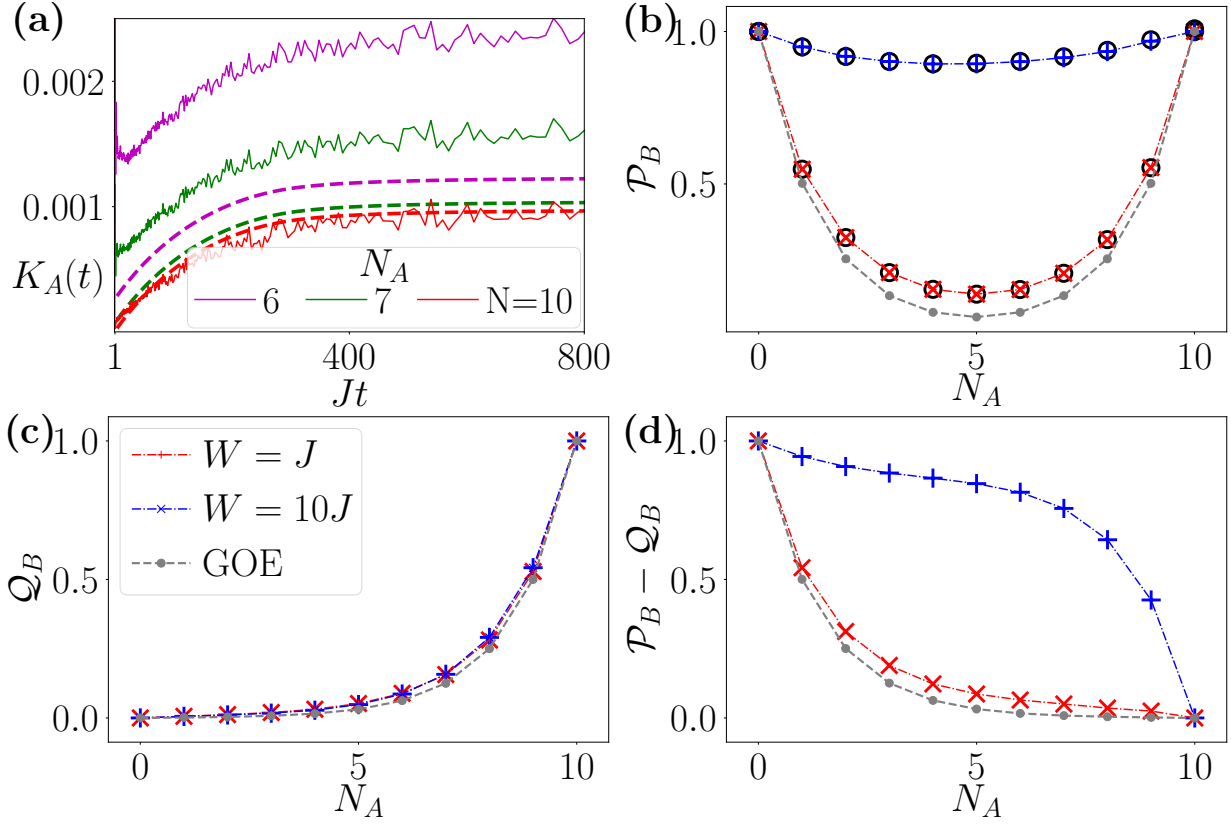 (a)
0.002
0.001
K_A(t)
N_A
6 7 N=10
1 400 800
Jt
(b)
1.0
0.5
𝒫_B
0 5 10
N_A
(c)
1.0
0.5
0.0
𝒬_B
W = J
W = 10J
GOE
0 5 10
N_A
(d)
1.0
0.5
0.0
𝒫_B − 𝒬_B
0 5 10
N_A